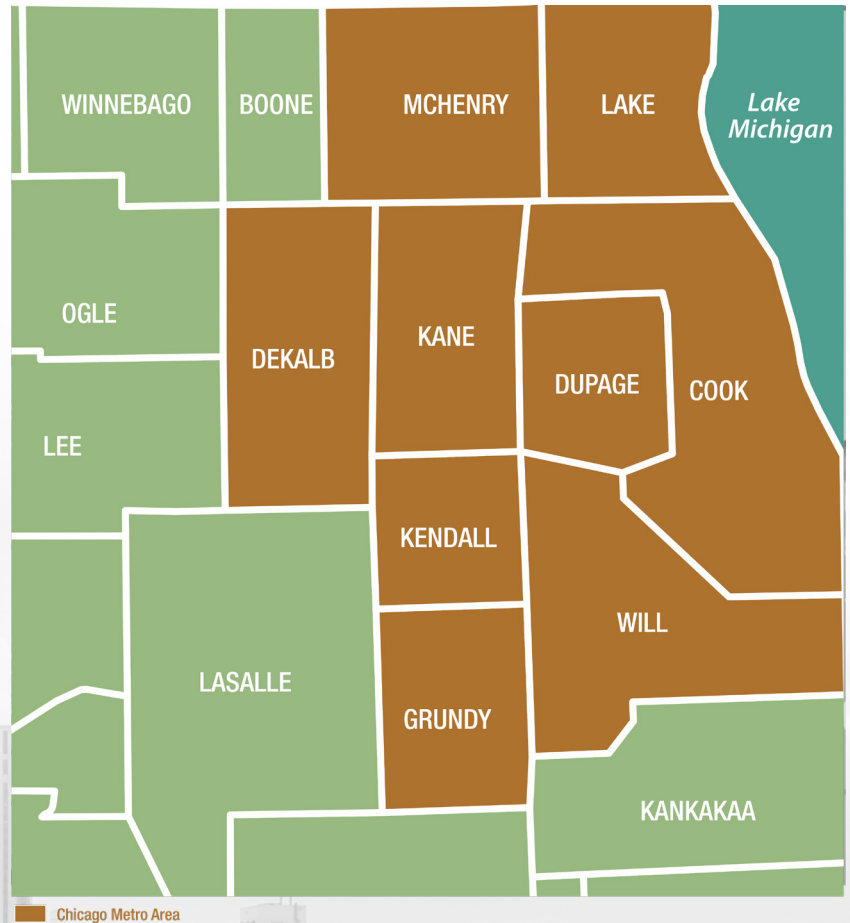 WINNEBAGO
BOONE
MCHENRY
LAKE
Lake
Michigan
OGLE
DEKALB
KANE
DUPAGE
COOK
LEE
KENDALL
WILL
LASALLE
GRUNDY
KANKAKAA
Chicago Metro Area